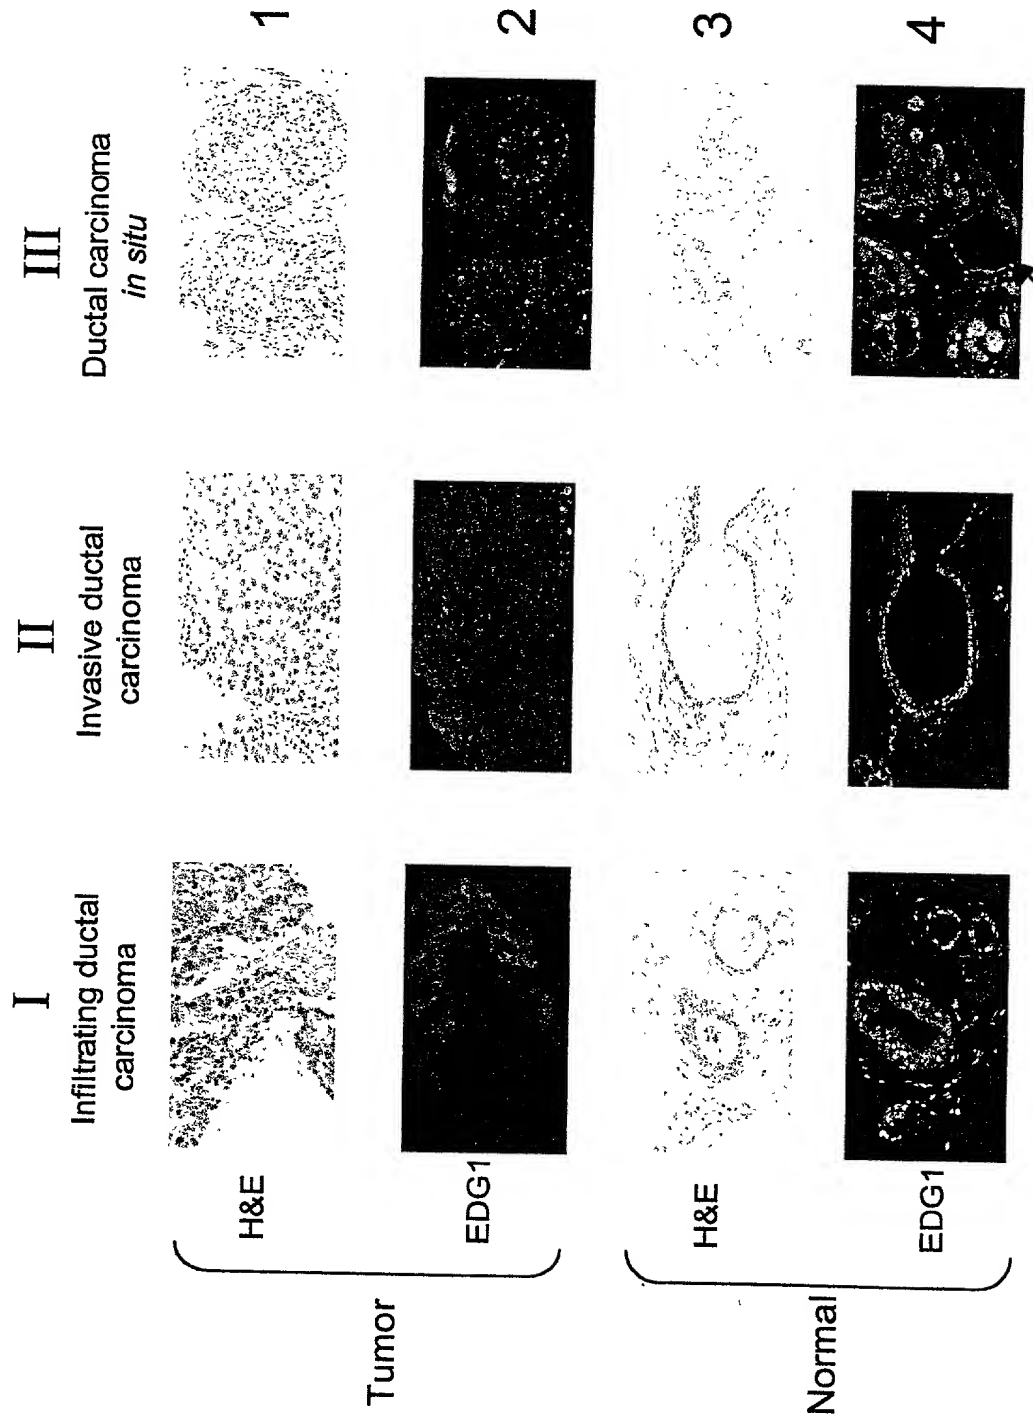 I
II
III
Infiltrating ductal
carcinoma
Invasive ductal
carcinoma
Ductal carcinoma
in situ
Tumor
H&E
1
EDG1
2
Normal
H&E
3
EDG1
4